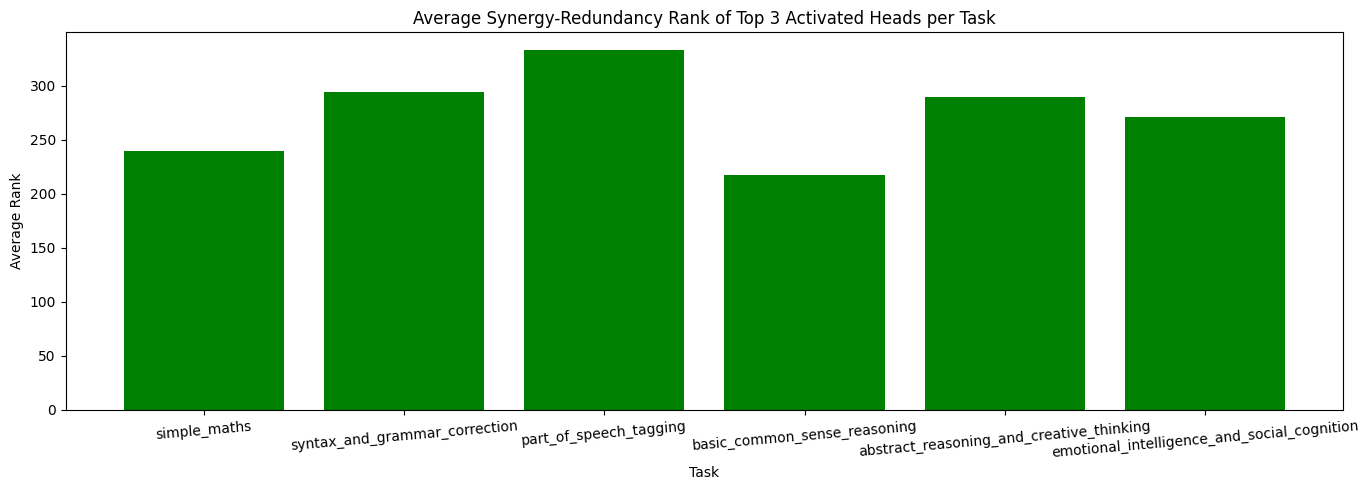 Average Synergy-Redundancy Rank of Top 3 Activated Heads per Task
Average Rank
300
250
200
150
100
50
0
simple_maths
syntax_and_grammar_correction
part_of_speech_tagging
basic_common_sense_reasoning
abstract_reasoning_and_creative_thinking
emotional_intelligence_and_social_cognition
Task